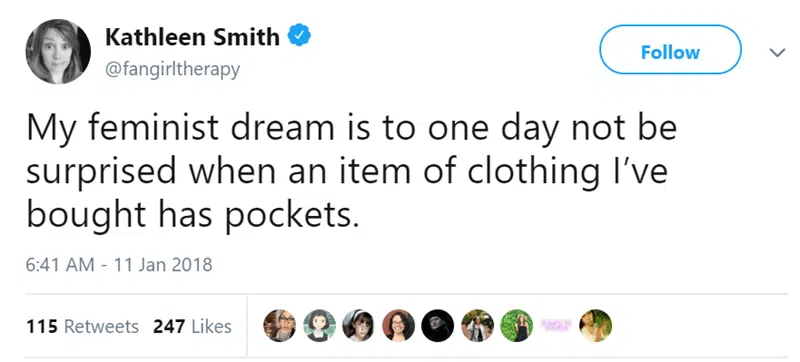 Kathleen Smith
@fangirltherapy
Follow
My feminist dream is to one day not be
surprised when an item of clothing I’ve
bought has pockets.
6:41 AM - 11 Jan 2018
115 Retweets 247 Likes